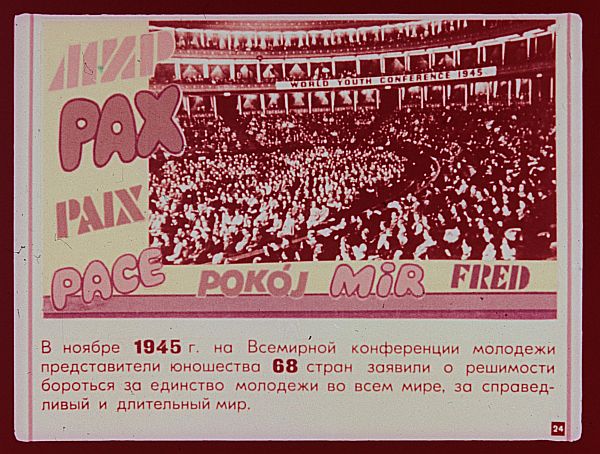 МИР
WORLD YOUTH CONFERENCE 1945
PAX
PAIX
PACE
POKÓJ
MiR
FRED
В ноябре 1945 г. на Всемирной конференции молодежи
представители юношества 68 стран заявили о решимости
бороться за единство молодежи во всем мире, за справед-
ливый и длительный мир.
24